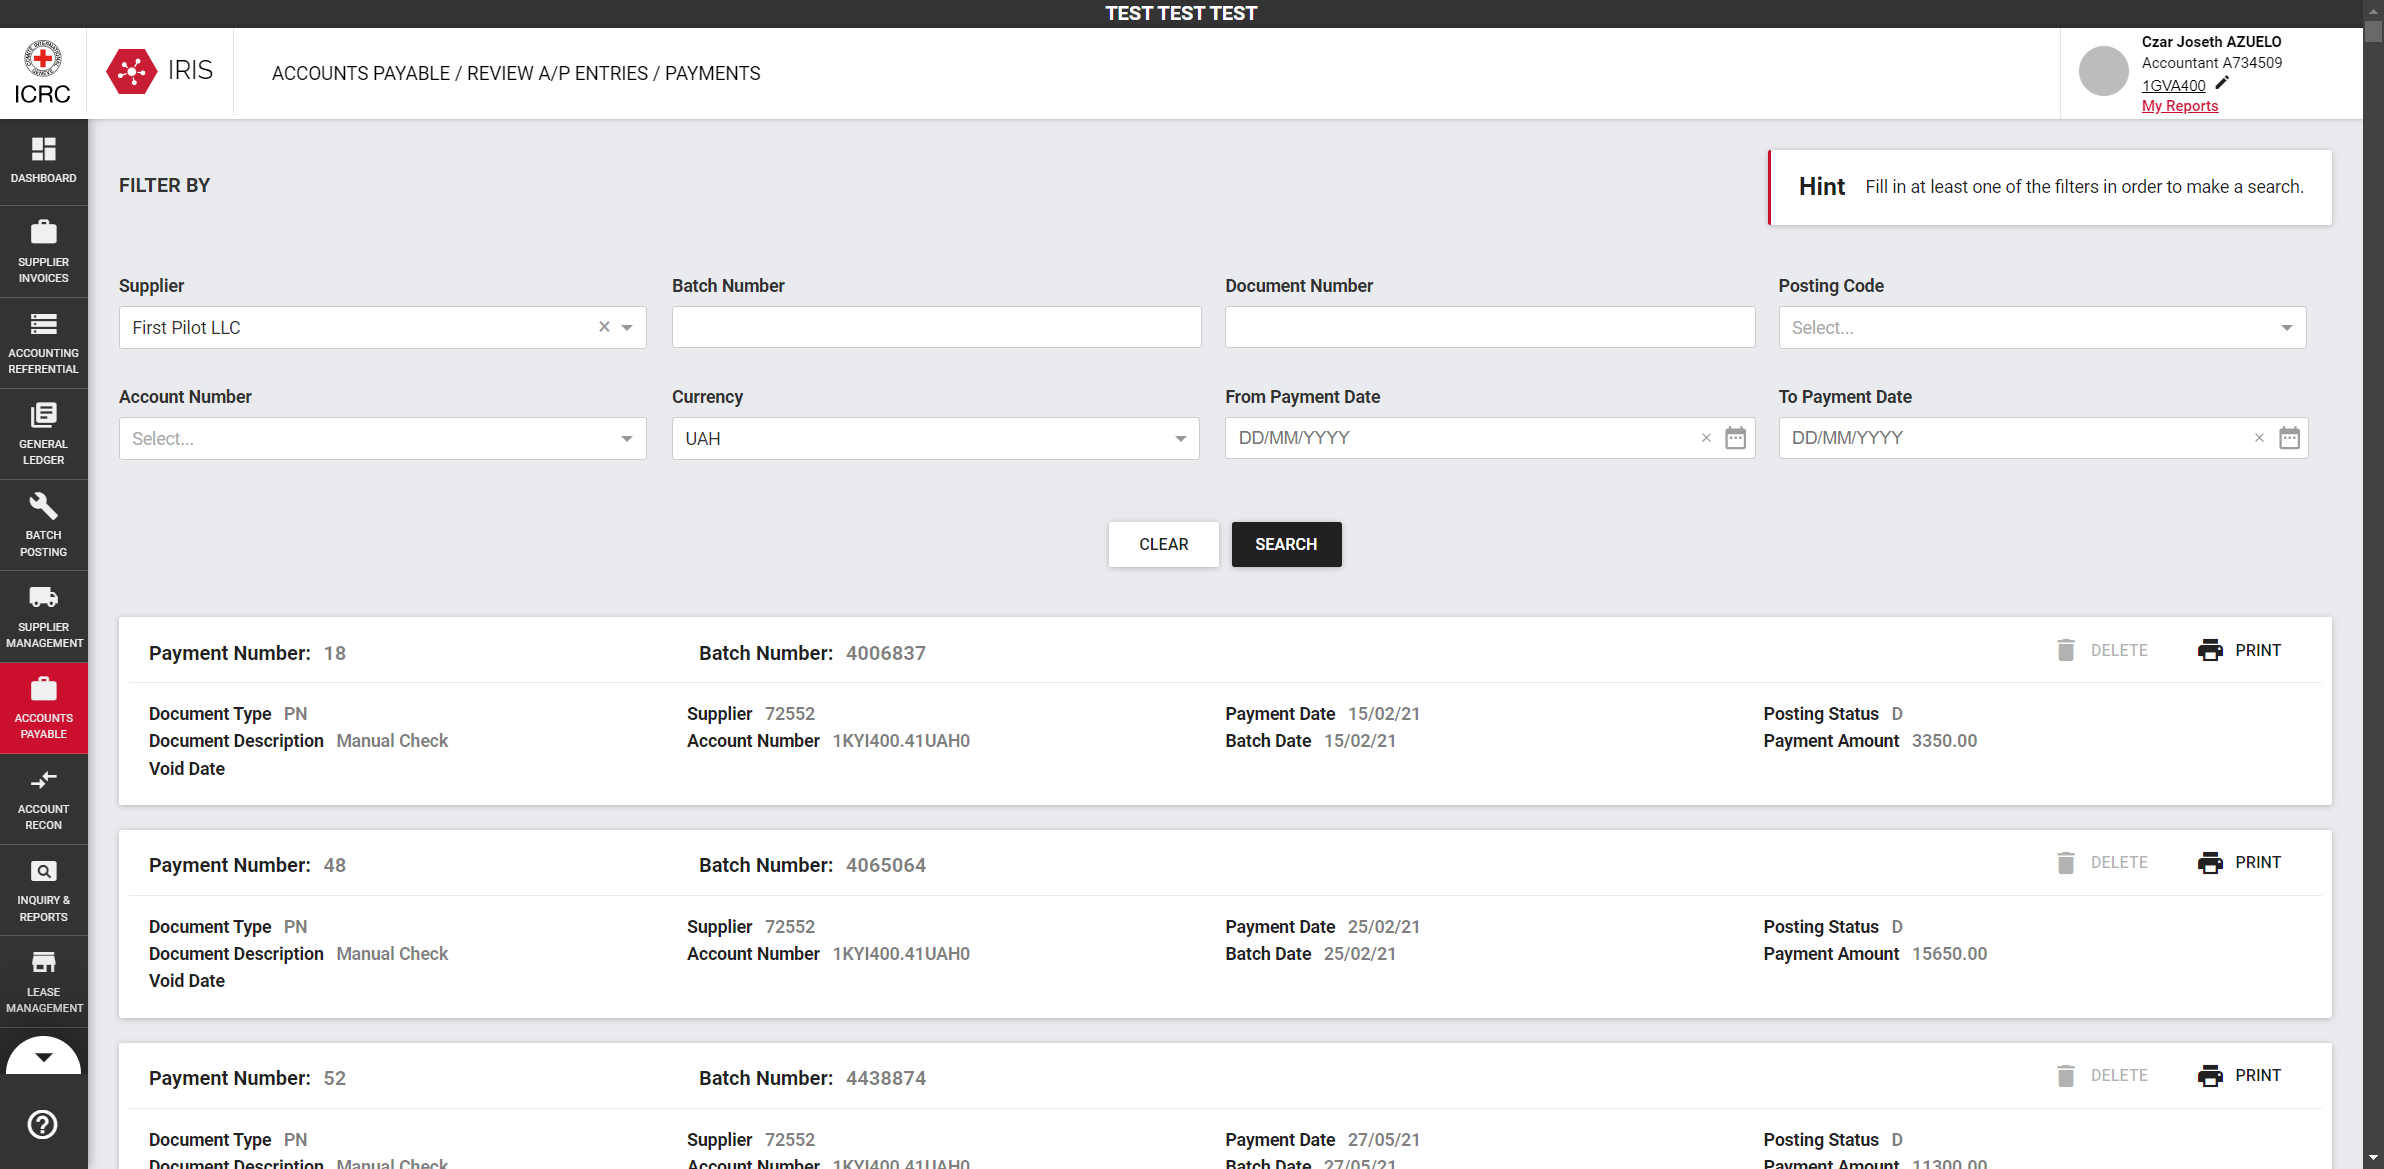 TEST TEST TEST
ICRC
IRIS
ACCOUNTS PAYABLE / REVIEW A/P ENTRIES / PAYMENTS
Czar Joseth AZUELO
Accountant A734509
1GVA400
My Reports
DASHBOARD
SUPPLIER
INVOICES
ACCOUNTING
REFERENTIAL
GENERAL
LEDGER
BATCH
POSTING
SUPPLIER
MANAGEMENT
ACCOUNTS
PAYABLE
ACCOUNT
RECON
INQUIRY &
REPORTS
LEASE
MANAGEMENT
FILTER BY
Hint Fill in at least one of the filters in order to make a search.
Supplier Batch Number Document Number Posting Code
First Pilot LLC Select...
Account Number Currency From Payment Date To Payment Date
Select... UAH DD/MM/YYYY DD/MM/YYYY
CLEAR SEARCH
Payment Number: 18 Batch Number: 4006837 DELETE PRINT
Document Type PN Supplier 72552 Payment Date 15/02/21 Posting Status D
Document Description Manual Check Account Number 1KYI400.41UAH0 Batch Date 15/02/21 Payment Amount 3350.00
Void Date
Payment Number: 48 Batch Number: 4065064 DELETE PRINT
Document Type PN Supplier 72552 Payment Date 25/02/21 Posting Status D
Document Description Manual Check Account Number 1KYI400.41UAH0 Batch Date 25/02/21 Payment Amount 15650.00
Void Date
Payment Number: 52 Batch Number: 4438874 DELETE PRINT
Document Type PN Supplier 72552 Payment Date 27/05/21 Posting Status D
Document Description Manual Check Account Number 1KYI400.41UAH0 Batch Date 27/05/21 Payment Amount 11300.00